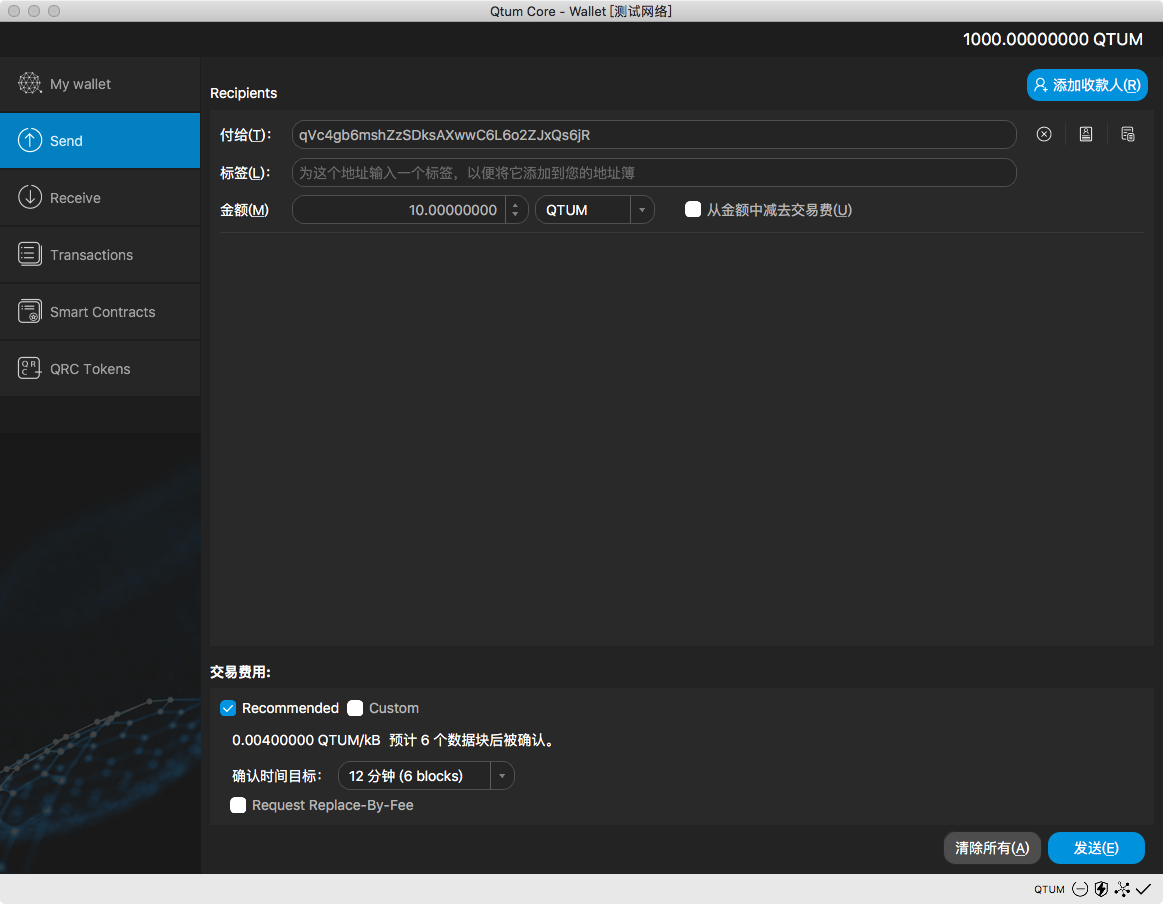 Qtum Core - Wallet [测试网络]
1000.00000000 QTUM
My wallet
Send
Receive
Transactions
Smart Contracts
QRC
QRC Tokens
Recipients
添加收款人(R)
付给(T):
qVc4gb6mshZzSDksAXwwC6L6o2ZJxQs6jR
标签(L):
为这个地址输入一个标签，以便将它添加到您的地址簿
金额(M)
10.00000000
QTUM
从金额中减去交易费(U)
交易费用:
Recommended
Custom
0.00400000 QTUM/kB 预计 6 个数据块后被确认。
确认时间目标：
12 分钟 (6 blocks)
Request Replace-By-Fee
清除所有(A)
发送(E)
QTUM